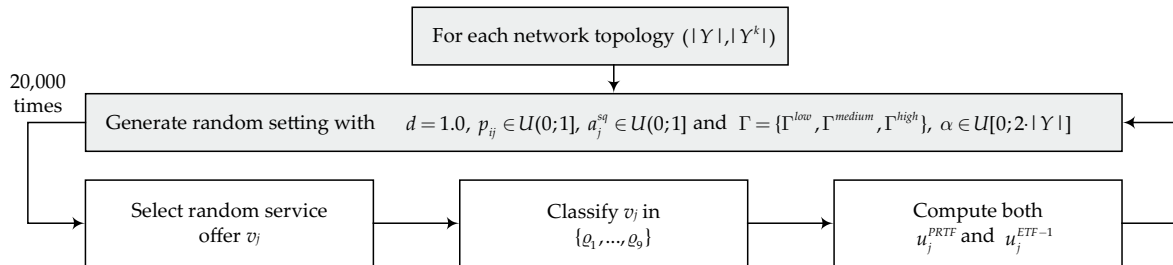 For each network topology (|Y|,|Y^k|)
20,000
times
Generate random setting with d = 1.0, p_{ij} ∈ U(0;1], a_j^{sq} ∈ U(0;1] and Γ = {Γ^{low}, Γ^{medium}, Γ^{high}}, α ∈ U[0;2·|Y|]
Select random service
offer v_j
Classify v_j in
{ϱ_1,...,ϱ_9}
Compute both
u_j^{PRTF} and u_j^{ETF−1}